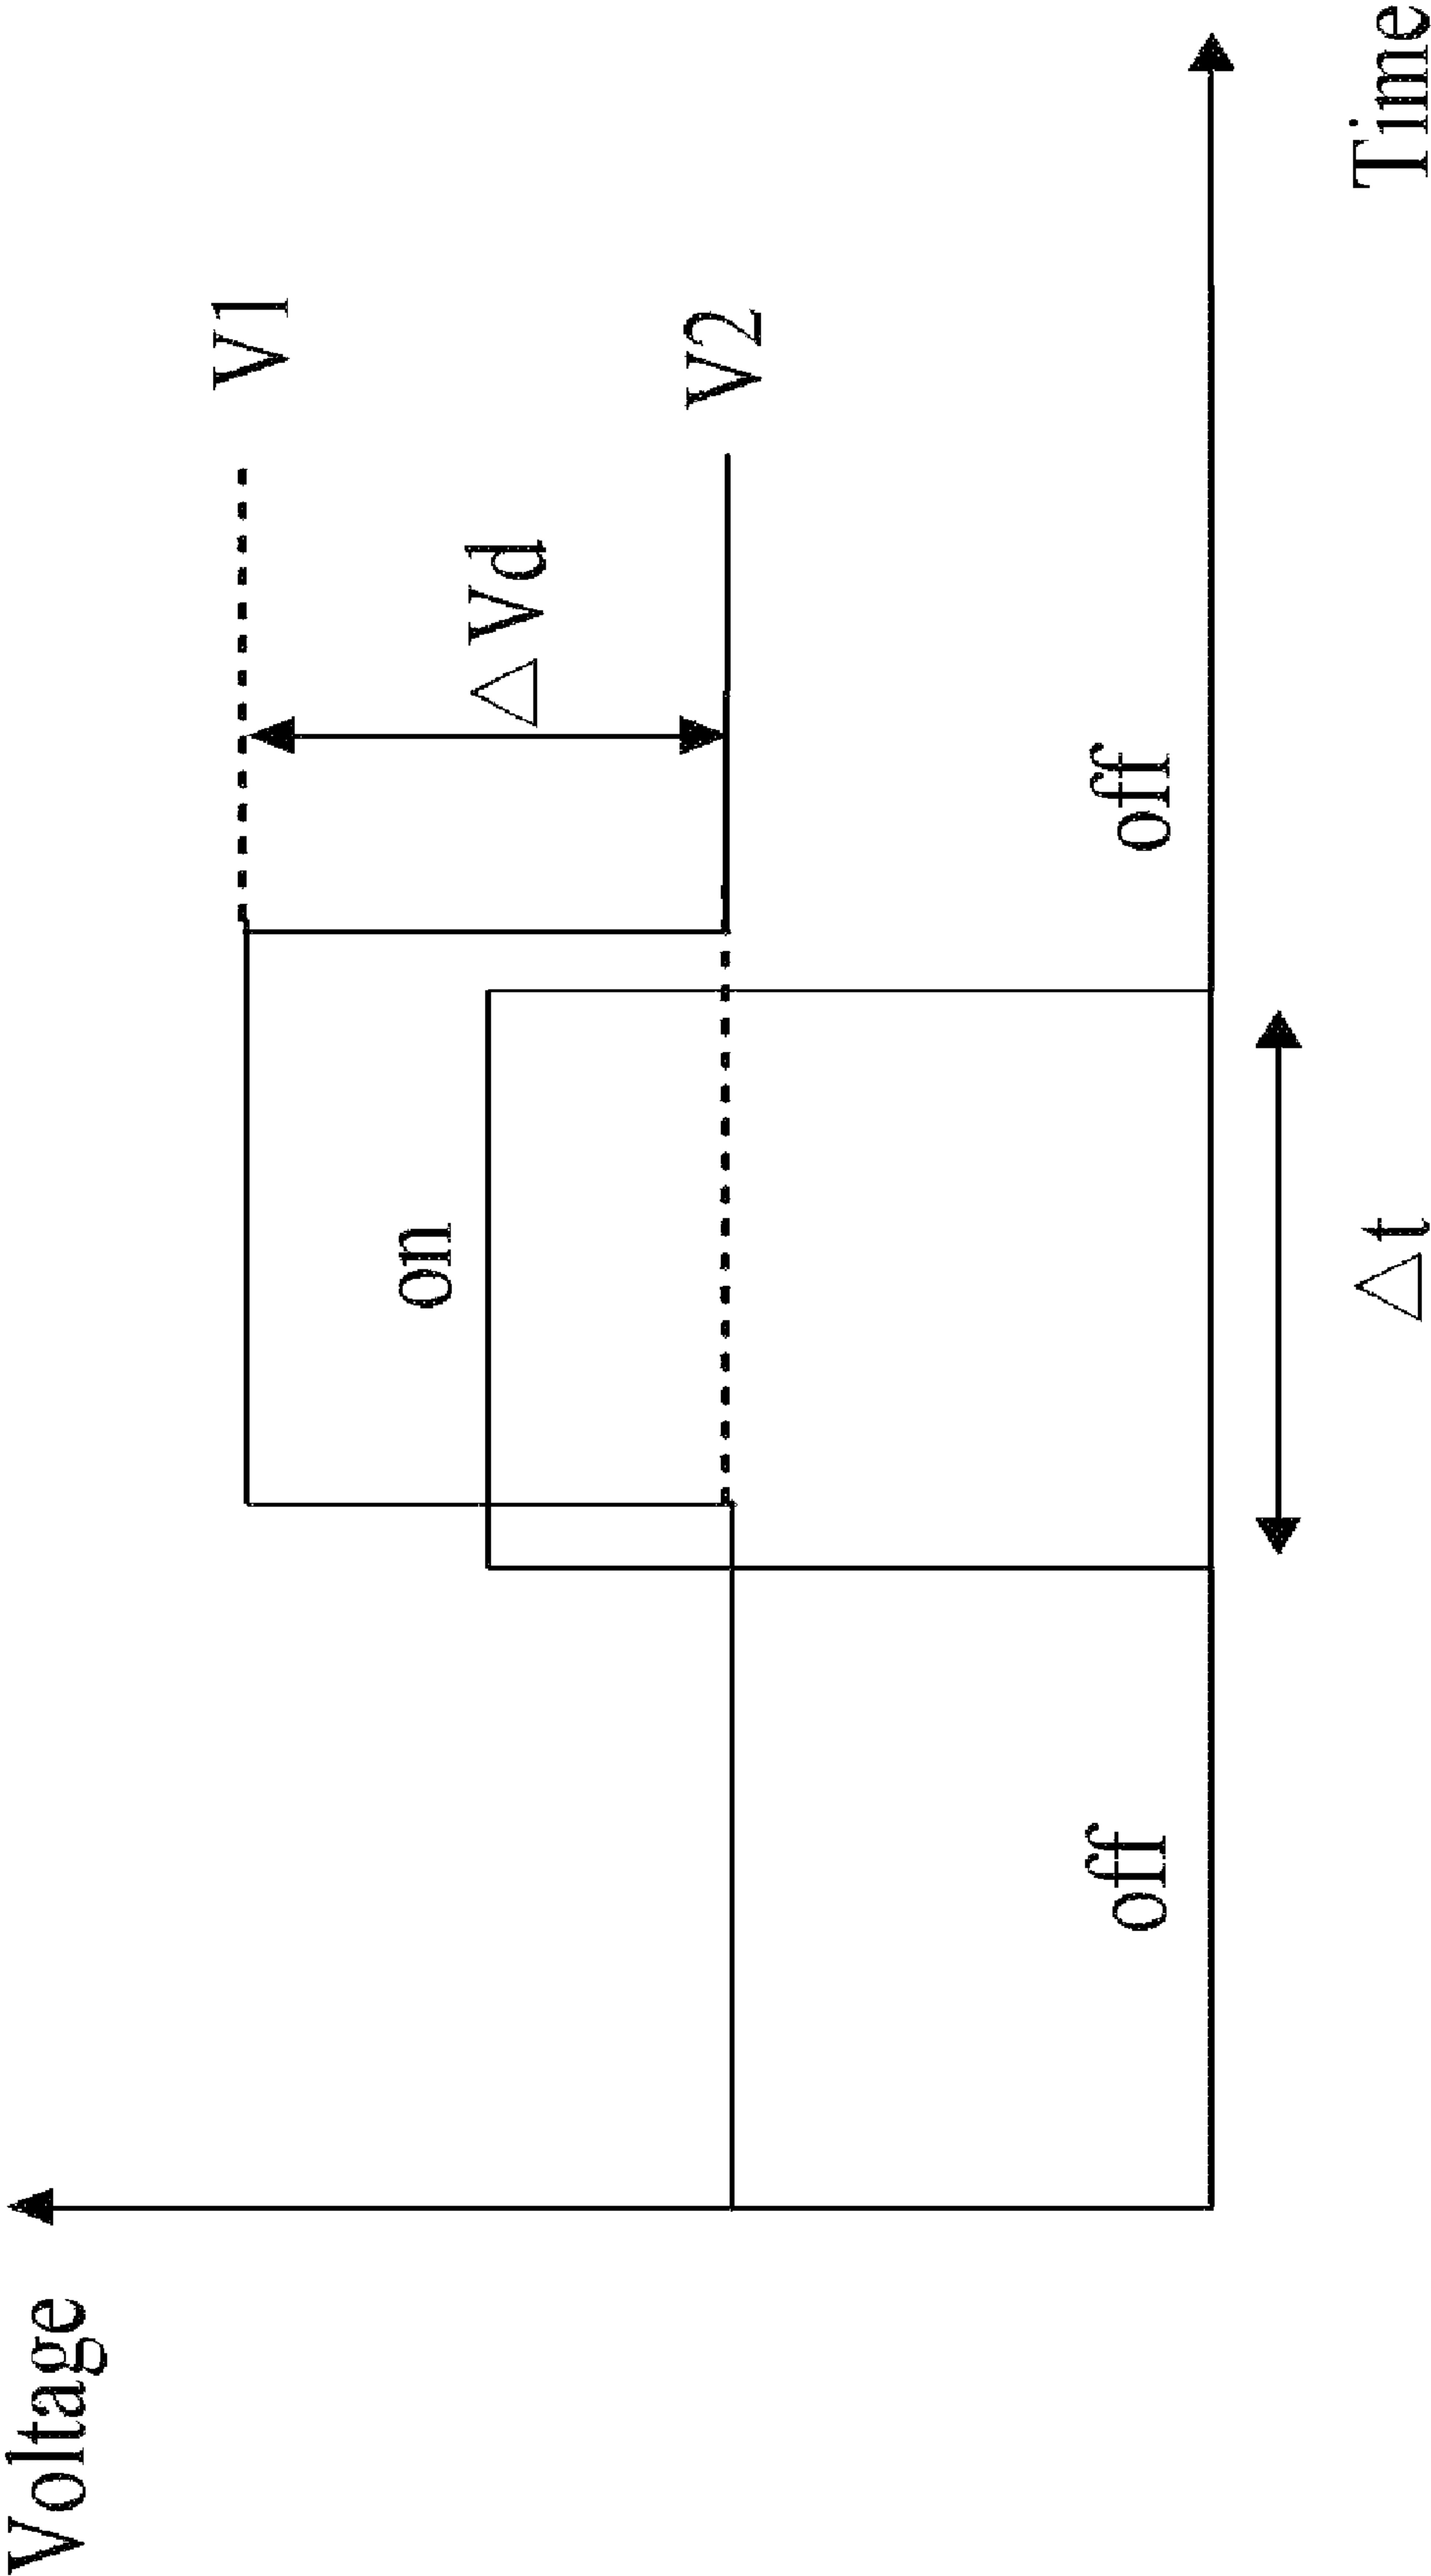 Voltage
V1
△Vd
on
V2
off
off
△t
Time